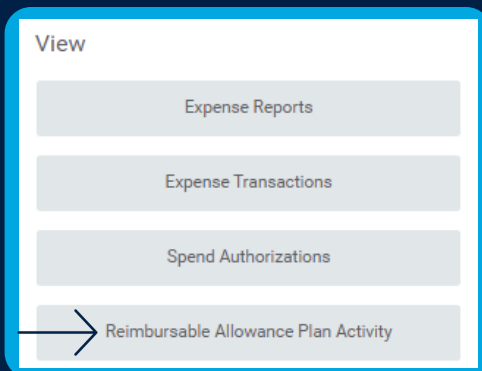 View
Expense Reports
Expense Transactions
Spend Authorizations
Reimbursable Allowance Plan Activity